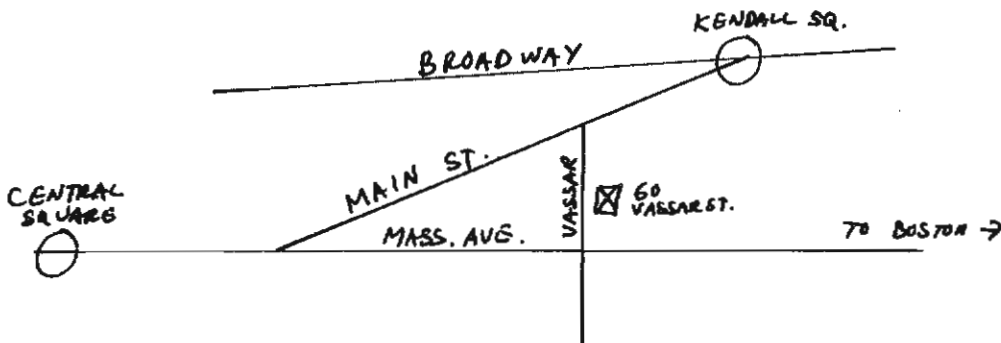 KENDALL SQ.
BROADWAY
MAIN ST.
CENTRAL
SQUARE
VASSAR
60
VASSAR ST.
MASS. AVE.
TO BOSTON →